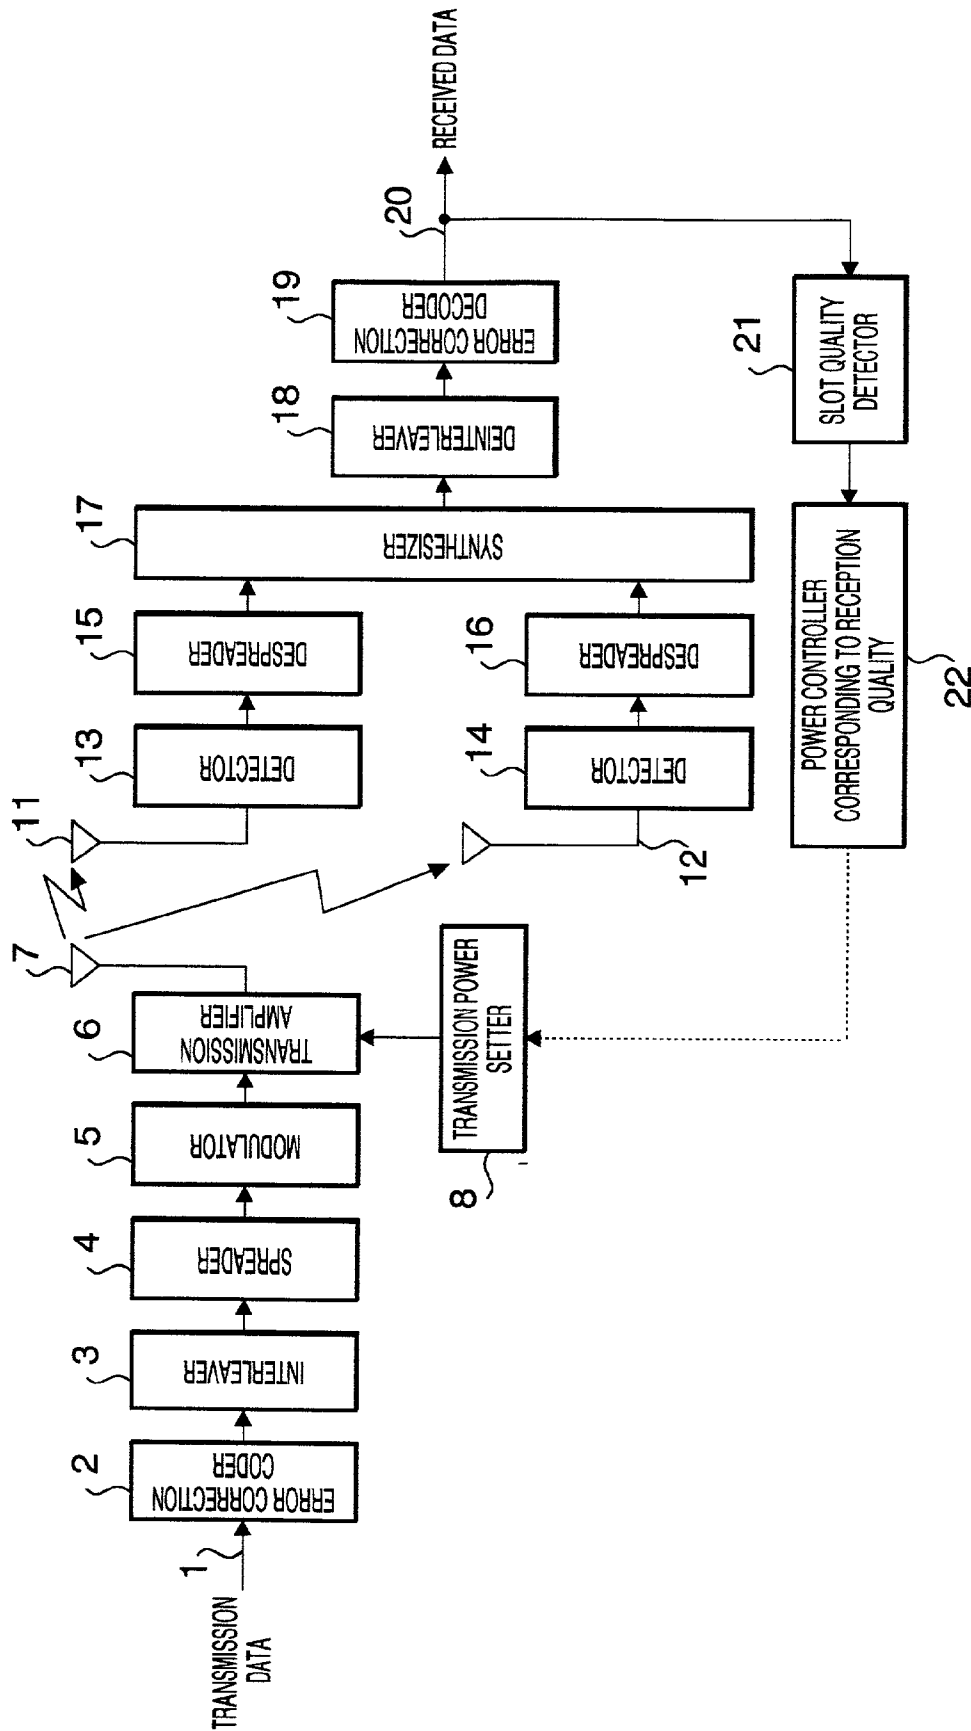 TRANSMISSION
DATA
1
2
ERROR CORRECTION
CODER
3
INTERLEAVER
4
SPREADER
5
MODULATOR
6
TRANSMISSION
AMPLIFIER
7
8
TRANSMISSION POWER
SETTER
11
13
DETECTOR
15
DESPREADER
12
14
DETECTOR
16
DESPREADER
17
SYNTHESIZER
18
DEINTERLEAVER
19
ERROR CORRECTION
DECODER
20
RECEIVED DATA
21
SLOT QUALITY
DETECTOR
22
POWER CONTROLLER
CORRESPONDING TO RECEPTION
QUALITY